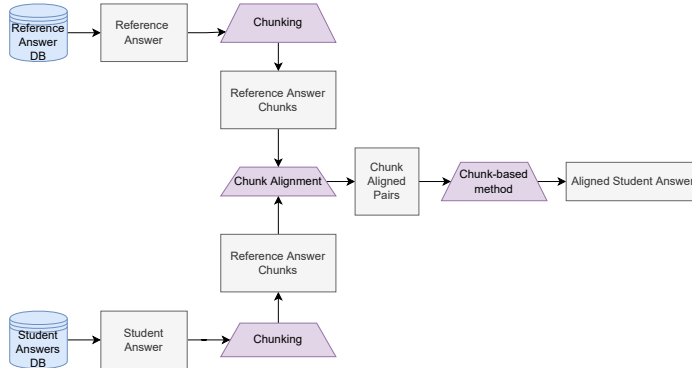 Reference
Answer
DB
Reference
Answer
Chunking
Reference Answer
Chunks
Chunk Alignment
Chunk
Aligned
Pairs
Chunk-based
method
Aligned Student Answer
Reference Answer
Chunks
Student
Answers
DB
Student
Answer
Chunking